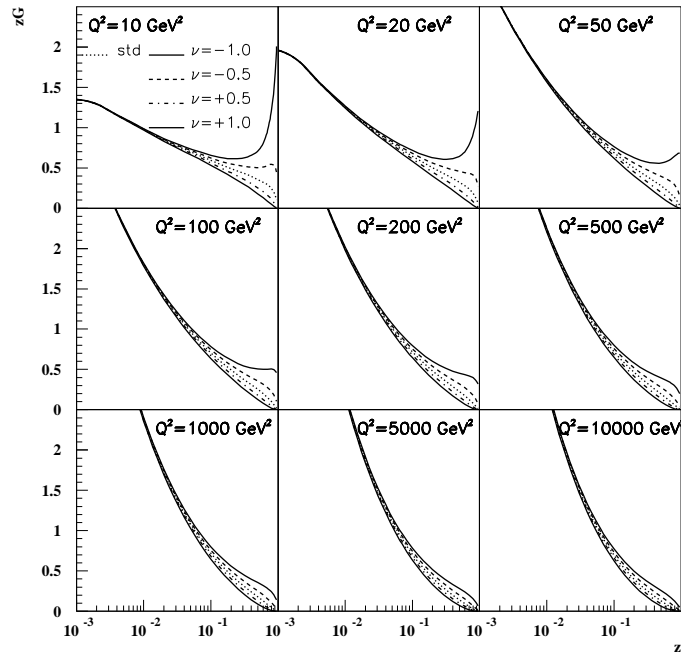 zG
Q²=10 GeV²
Q²=20 GeV²
Q²=50 GeV²
std
ν=−1.0
ν=−0.5
ν=+0.5
ν=+1.0
2
1.5
1
0.5
0
Q²=100 GeV²
Q²=200 GeV²
Q²=500 GeV²
2
1.5
1
0.5
0
Q²=1000 GeV²
Q²=5000 GeV²
Q²=10000 GeV²
2
1.5
1
0.5
0
10⁻³ 10⁻² 10⁻¹ 10⁻³ 10⁻² 10⁻¹ 10⁻³ 10⁻² 10⁻¹
z